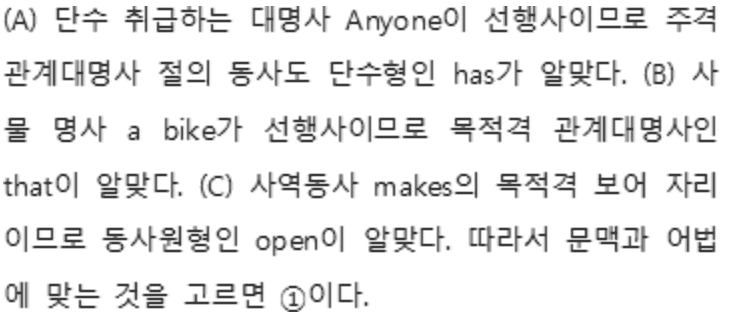 (A) 단수 취급하는 대명사 Anyone이 선행사이므로 주격
관계대명사 절의 동사도 단수형인 has가 알맞다. (B) 사
물 명사 a bike가 선행사이므로 목적격 관계대명사인
that이 알맞다. (C) 사역동사 makes의 목적격 보어 자리
이므로 동사원형인 open이 알맞다. 따라서 문맥과 어법
에 맞는 것을 고르면 ①이다.